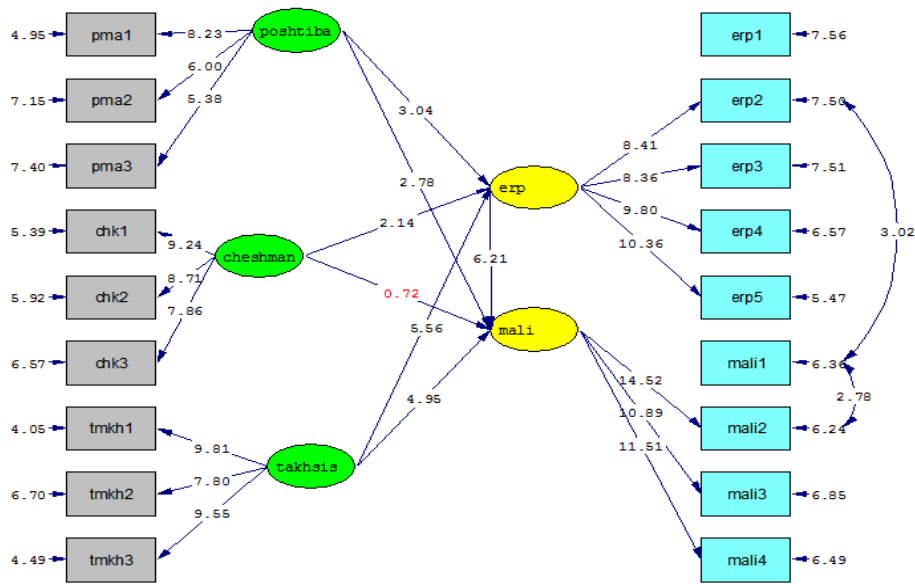 4.95 pma1 8.23 poshtiba erp1 7.56
7.15 pma2 6.00 5.38 3.04 8.41 erp2 7.50
7.40 pma3 2.78 erp 8.36 erp3 7.51
5.39 chk1 9.24 2.14 9.80 erp4 6.57 3.02
5.92 chk2 8.71 cheshman 6.21 10.36 erp5 5.47
7.86 0.72 5.56 mali
6.57 chk3 4.95 14.52 mali1 6.36
4.05 tmkh1 9.81 10.89 mali2 6.24 2.78
6.70 tmkh2 7.80 takhsis 11.51 mali3 6.85
4.49 tmkh3 9.55 mali4 6.49